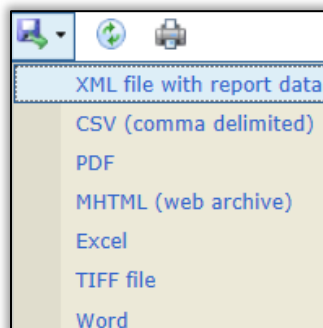 XML file with report data
CSV (comma delimited)
PDF
MHTML (web archive)
Excel
TIFF file
Word